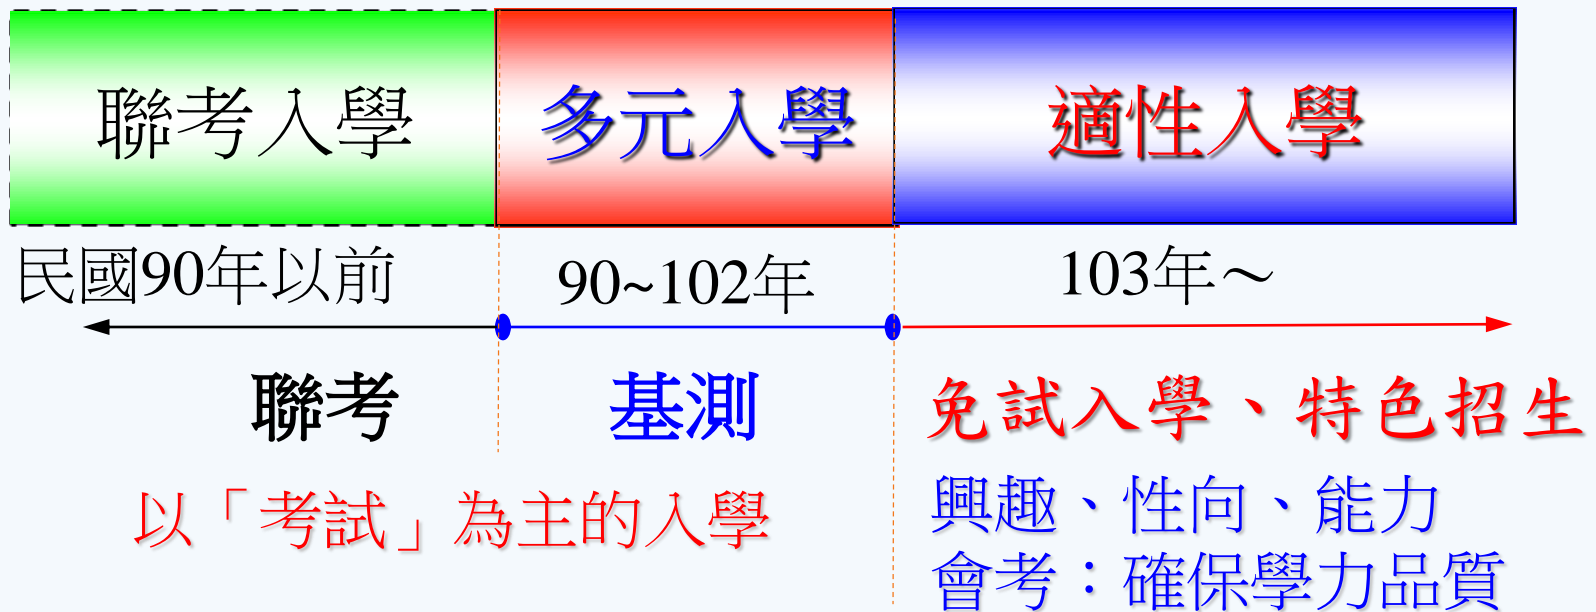 聯考入學
多元入學
適性入學
民國90年以前
90~102年
103年～
聯考
基測
免試入學、特色招生
以「考試」為主的入學
興趣、性向、能力
會考：確保學力品質